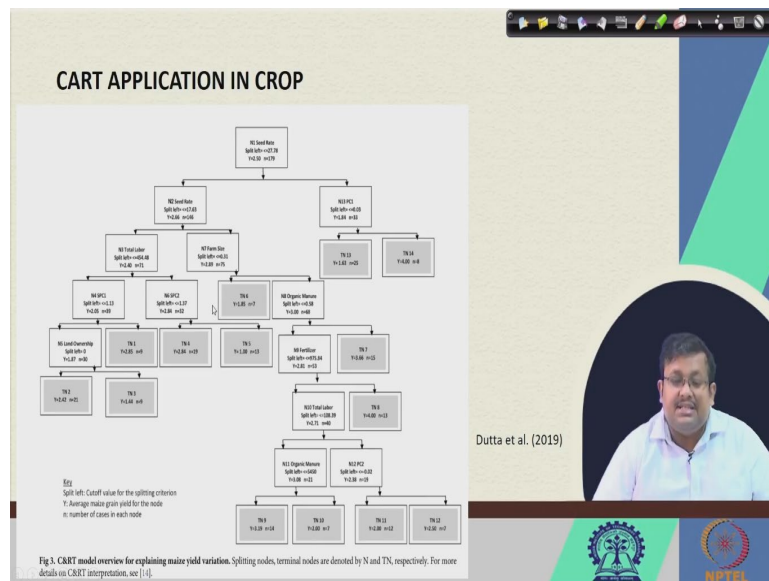 CART APPLICATION IN CROP
N1 Seed Rate
Split left> <=27.78
Y=2.50 n=179
N2 Seed Rate
Split left> <=17.63
Y=2.66 n=146
N13 PC1
Split left> <=0.03
Y=1.84 n=33
N3 Total Labor
Split left> <=454.48
Y=2.40 n=71
N7 Farm Size
Split left> <=0.31
Y=2.89 n=75
TN 13
Y=1.63 n=25
TN 14
Y=4.00 n=8
N4 SPC1
Split left> <=1.13
Y=2.05 n=39
N6 SPC2
Split left> <=1.37
Y=2.84 n=32
TN 6
Y=1.85 n=7
N8 Organic Manure
Split left> <=0.58
Y=3.00 n=68
N5 Land Ownership
Split left> 0
Y=1.87 n=30
TN 1
Y=2.85 n=9
TN 4
Y=2.84 n=19
TN 5
Y=1.00 n=13
N9 Fertilizer
Split left> <=975.84
Y=2.81 n=53
TN 7
Y=3.66 n=15
TN 2
Y=2.42 n=21
TN 3
Y=1.44 n=9
N10 Total Labor
Split left> <=108.39
Y=2.71 n=40
TN 8
Y=4.00 n=13
Dutta et al. (2019)
N11 Organic Manure
Split left> <=5450
Y=3.08 n=21
N12 PC2
Split left> <=0.02
Y=2.38 n=19
Key
Split left: Cutoff value for the splitting criterion
Y: Average maize grain yield for the node
n: number of cases in each node
TN 9
Y=3.19 n=14
TN 10
Y=2.00 n=7
TN 11
Y=2.00 n=12
TN 12
Y=2.50 n=7
Fig 3. C&RT model overview for explaining maize yield variation. Splitting nodes, terminal nodes are denoted by N and TN, respectively. For more
details on C&RT interpretation, see [14].
NPTEL